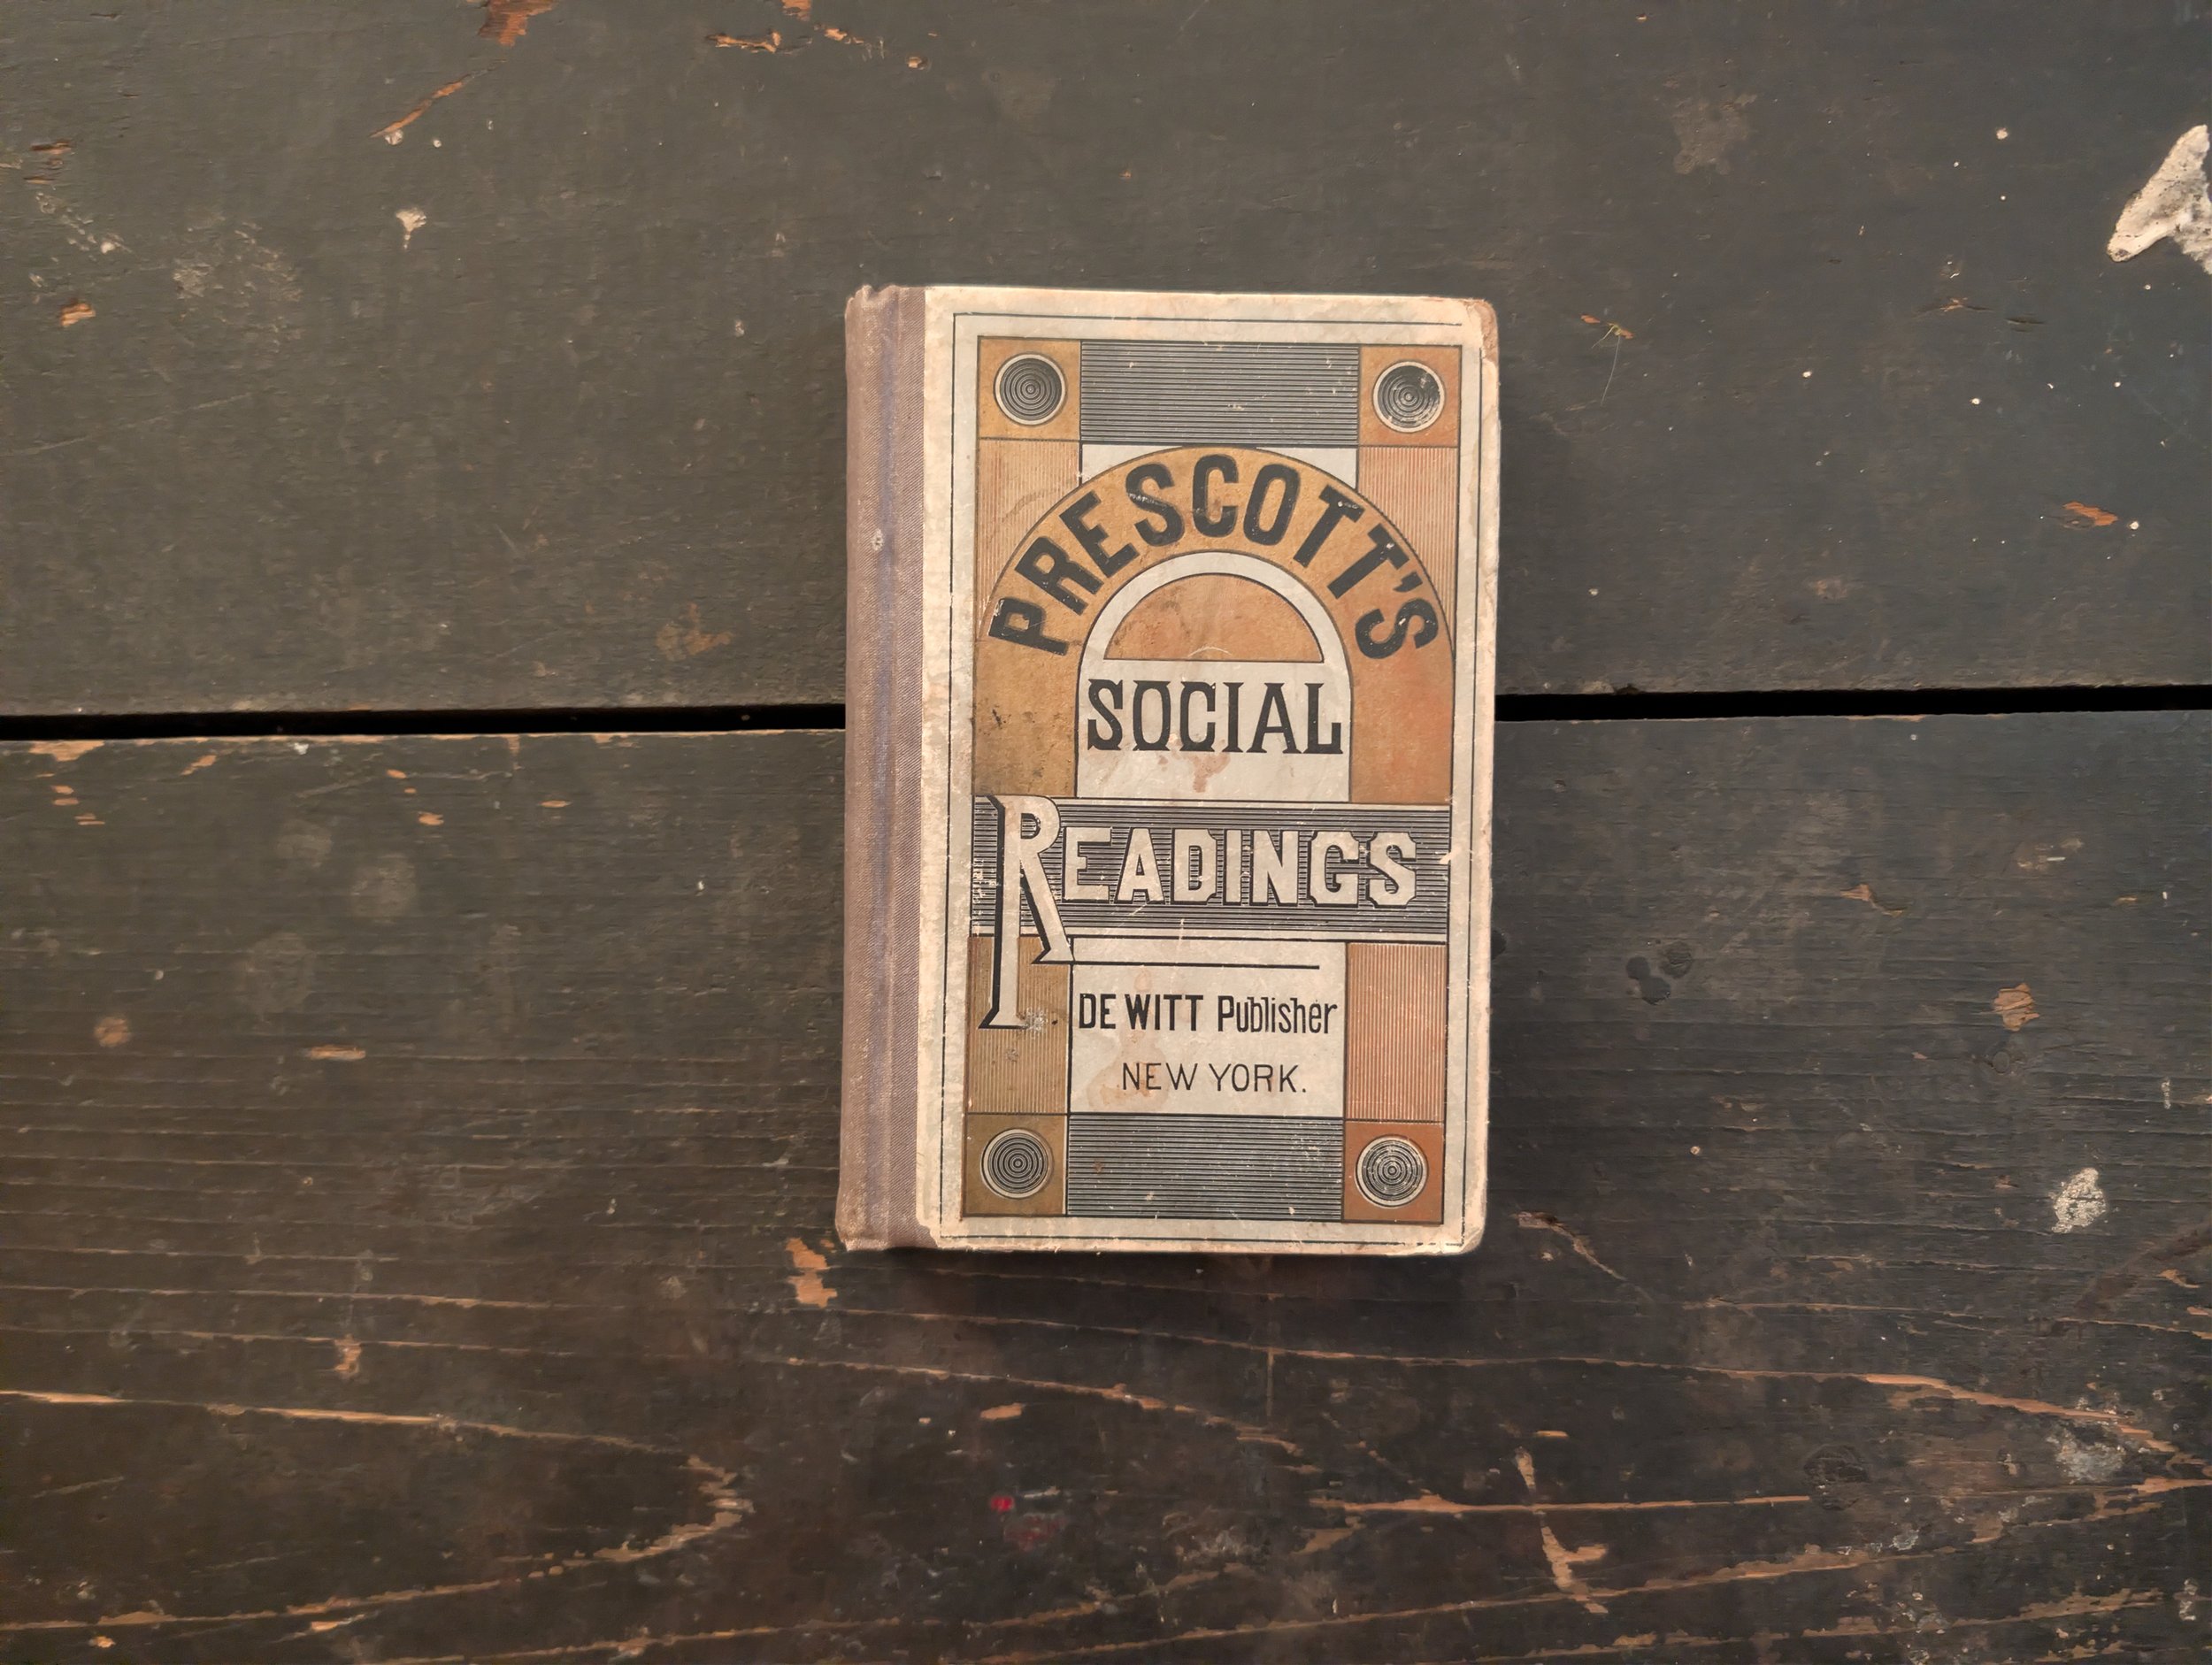 PRESCOTT'S
SOCIAL
READINGS
DE WITT Publisher
NEW YORK.